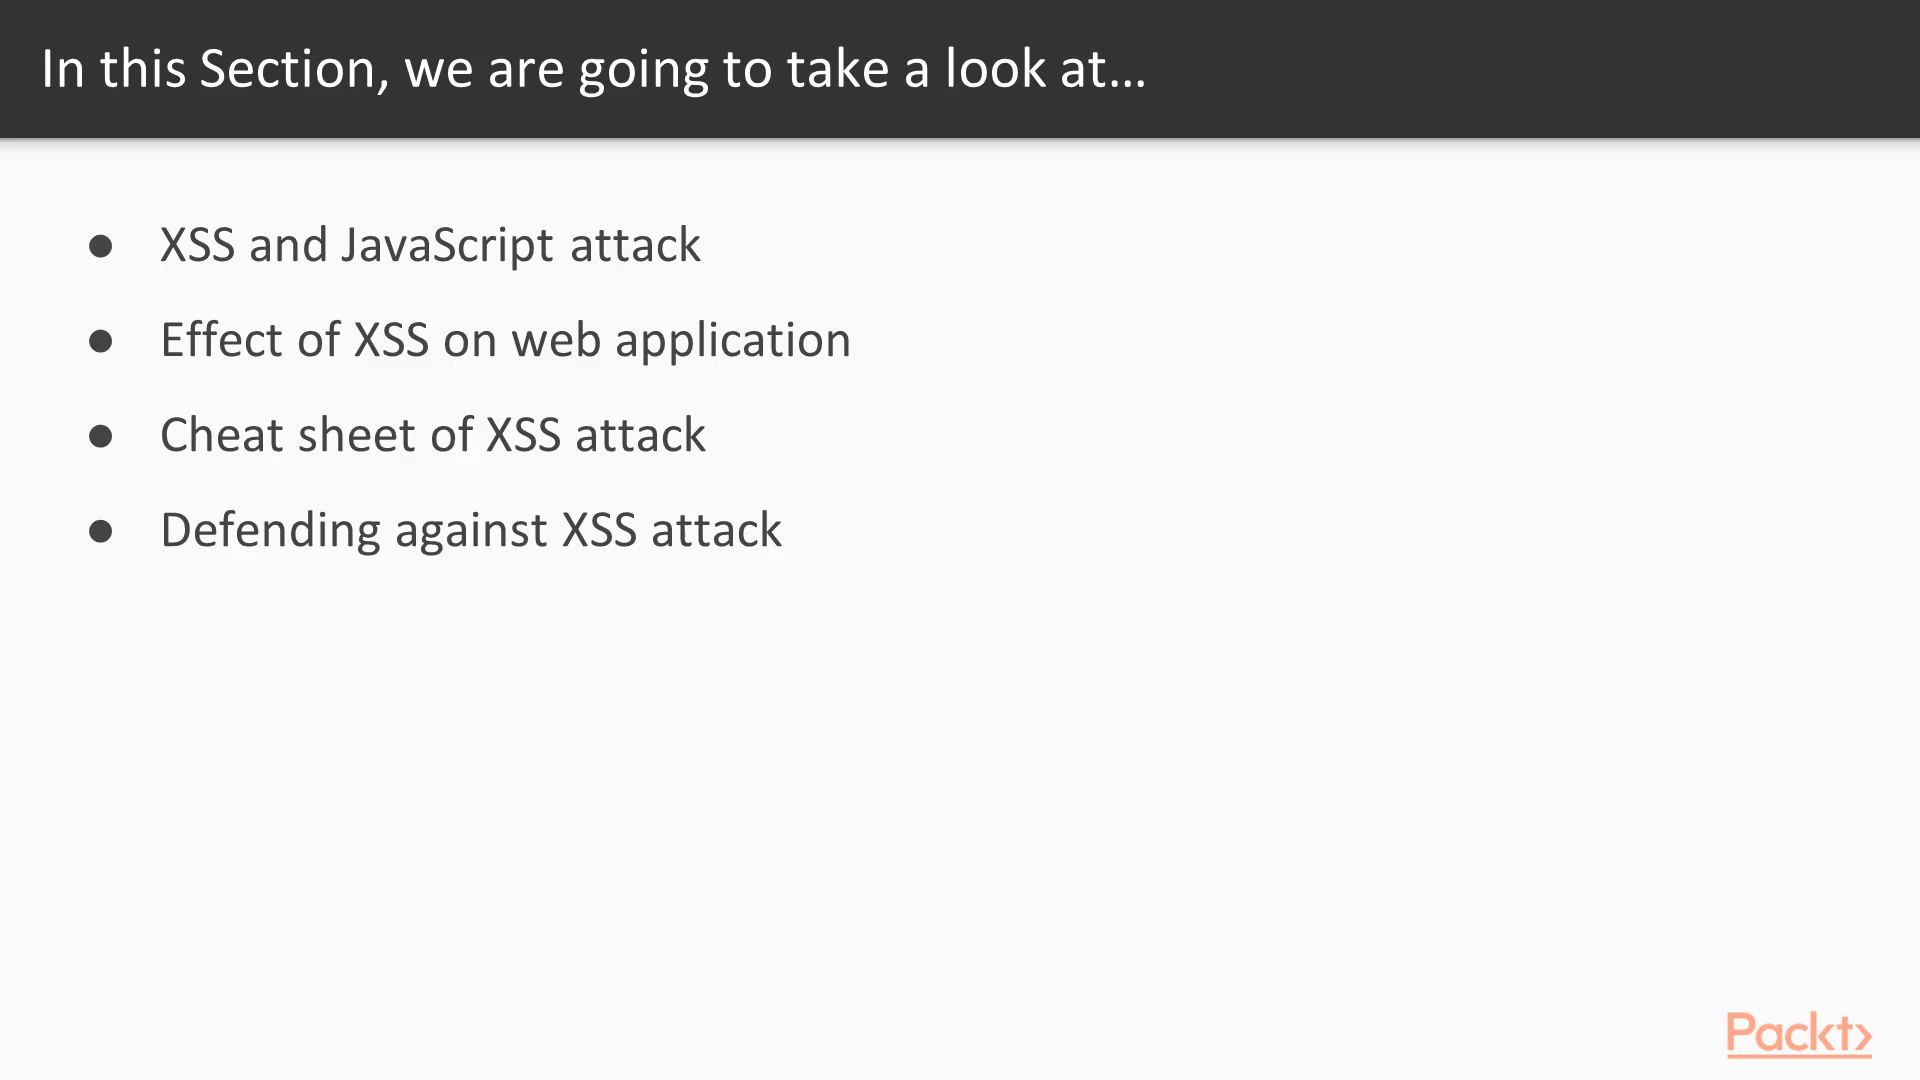 In this Section, we are going to take a look at...
● XSS and JavaScript attack
● Effect of XSS on web application
● Cheat sheet of XSS attack
● Defending against XSS attack
Packt>